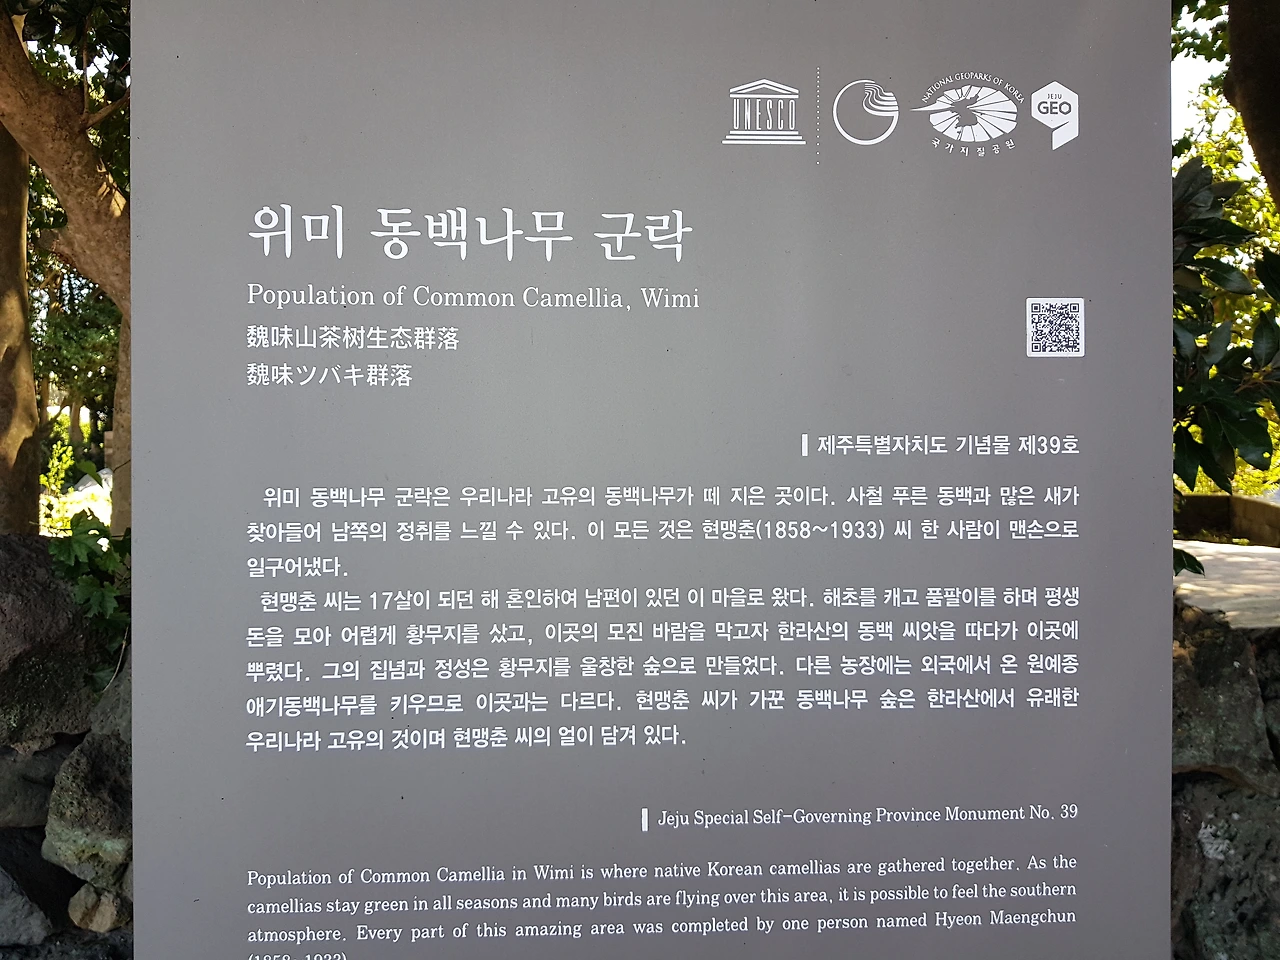 UNESCO
NATIONAL GEOPARKS OF KOREA
국가지질공원
JEJU
GEO
위미 동백나무 군락
Population of Common Camellia, Wimi
魏味山茶树生态群落
魏味ツバキ群落
제주특별자치도 기념물 제39호
위미 동백나무 군락은 우리나라 고유의 동백나무가 떼 지은 곳이다. 사철 푸른 동백과 많은 새가
찾아들어 남쪽의 정취를 느낄 수 있다. 이 모든 것은 현맹춘(1858~1933) 씨 한 사람이 맨손으로
일구어냈다.
현맹춘 씨는 17살이 되던 해 혼인하여 남편이 있던 이 마을로 왔다. 해초를 캐고 품팔이를 하며 평생
돈을 모아 어렵게 황무지를 샀고, 이곳의 모진 바람을 막고자 한라산의 동백 씨앗을 따다가 이곳에
뿌렸다. 그의 집념과 정성은 황무지를 울창한 숲으로 만들었다. 다른 농장에는 외국에서 온 원예종
애기동백나무를 키우므로 이곳과는 다르다. 현맹춘 씨가 가꾼 동백나무 숲은 한라산에서 유래한
우리나라 고유의 것이며 현맹춘 씨의 얼이 담겨 있다.
Jeju Special Self-Governing Province Monument No. 39
Population of Common Camellia in Wimi is where native Korean camellias are gathered together. As the
camellias stay green in all seasons and many birds are flying over this area, it is possible to feel the southern
atmosphere. Every part of this amazing area was completed by one person named Hyeon Maengchun